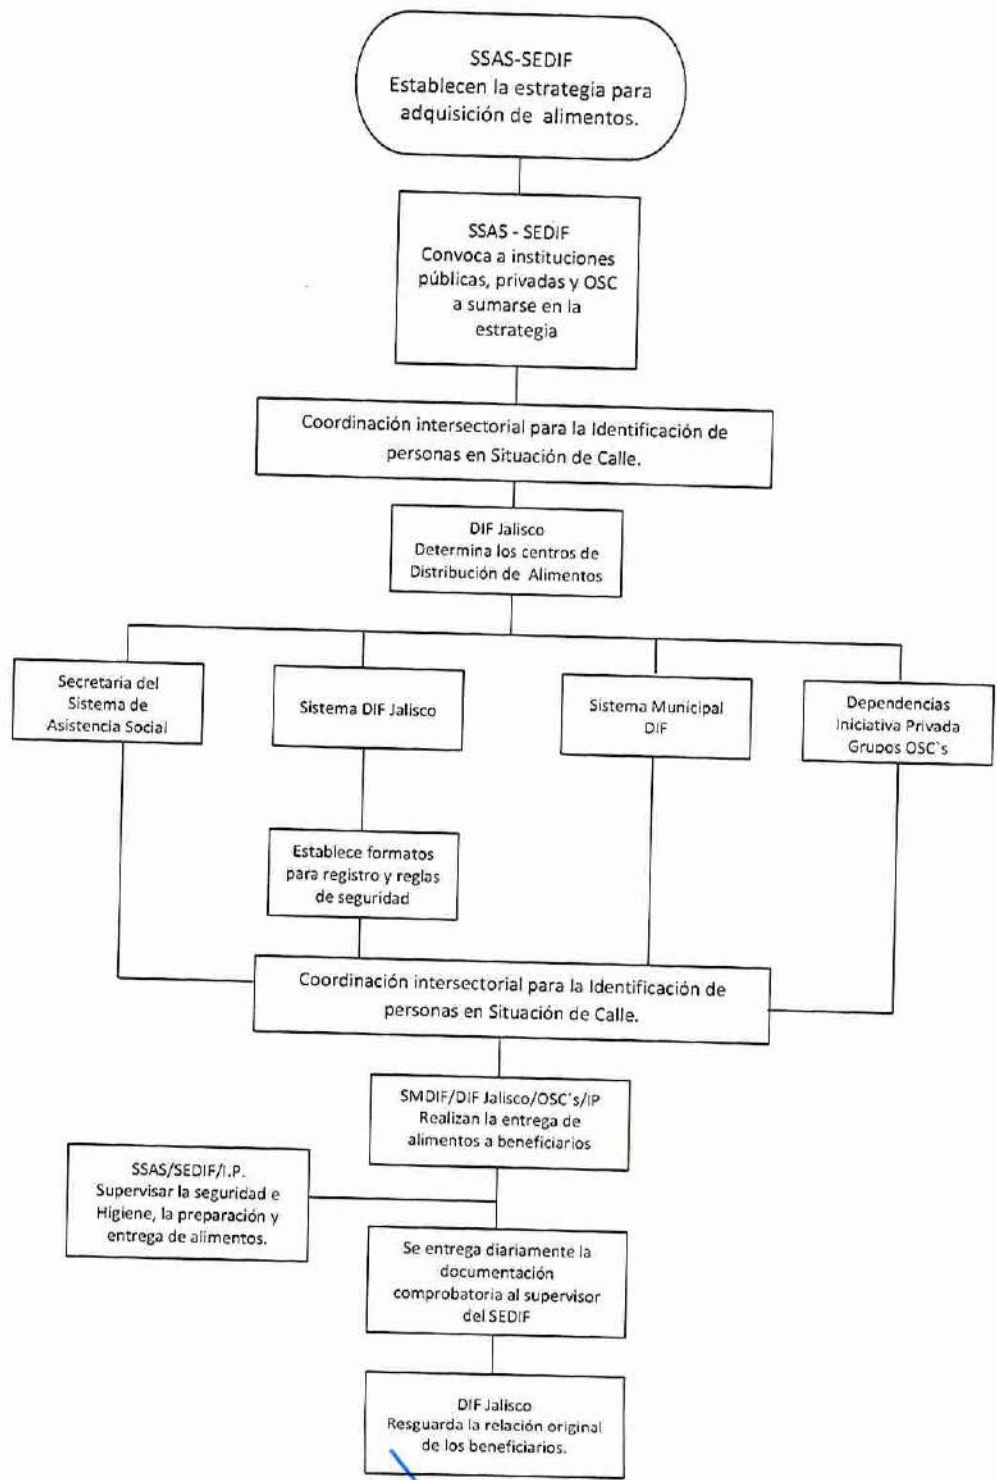 SSAS-SEDIF
Establecen la estrategia para
adquisición de alimentos.
SSAS - SEDIF
Convoca a instituciones
públicas, privadas y OSC
a sumarse en la
estrategia
Coordinación intersectorial para la Identificación de
personas en Situación de Calle.
DIF Jalisco
Determina los centros de
Distribución de Alimentos
Secretaria del
Sistema de
Asistencia Social
Sistema DIF Jalisco
Sistema Municipal
DIF
Dependencias
Iniciativa Privada
Grupos OSC`s
Establece formatos
para registro y reglas
de seguridad
Coordinación intersectorial para la Identificación de
personas en Situación de Calle.
SMDIF/DIF Jalisco/OSC´s/IP
Realizan la entrega de
alimentos a beneficiarios
SSAS/SEDIF/I.P.
Supervisar la seguridad e
Higiene, la preparación y
entrega de alimentos.
Se entrega diariamente la
documentación
comprobatoria al supervisor
del SEDIF
DIF Jalisco
Resguarda la relación original
de los beneficiarios.